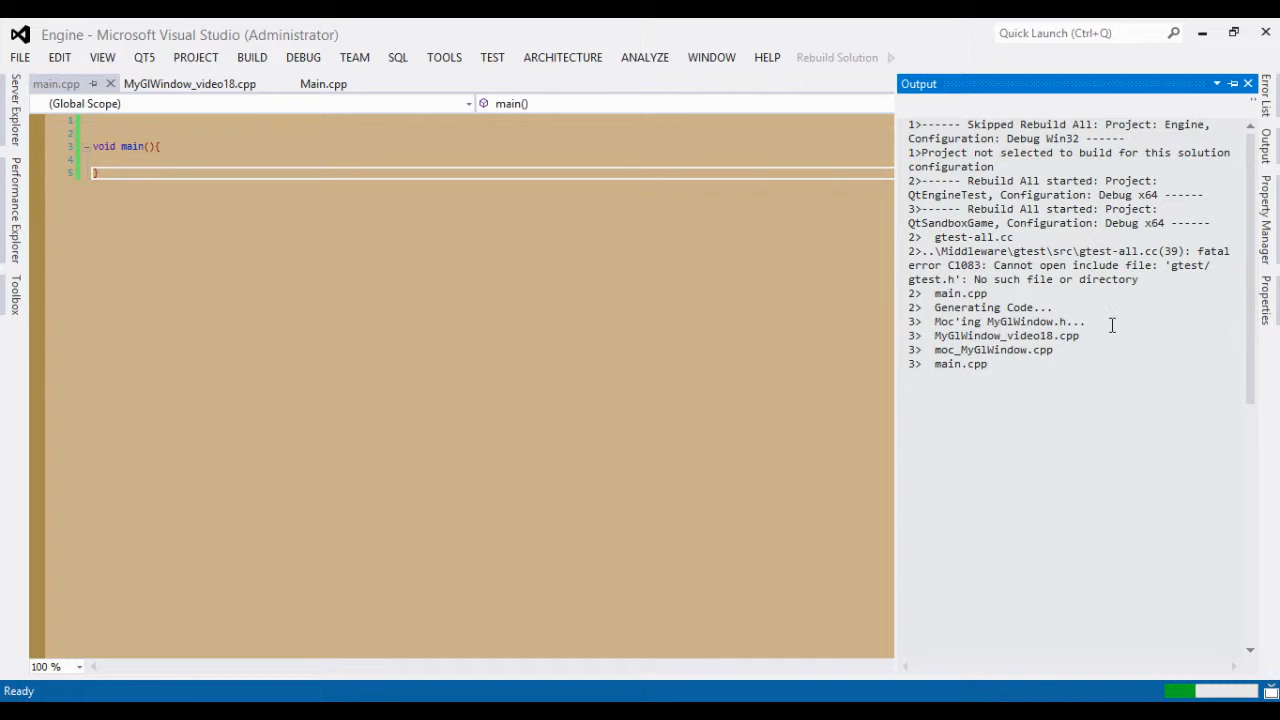 Engine - Microsoft Visual Studio (Administrator)
Quick Launch (Ctrl+Q)
FILE EDIT VIEW QT5 PROJECT BUILD DEBUG TEAM SQL TOOLS TEST ARCHITECTURE ANALYZE WINDOW HELP Rebuild Solution
main.cpp MyGlWindow_video18.cpp Main.cpp
(Global Scope) main()
Server Explorer
Performance Explorer
Toolbox
1
2
3 void main(){
4
5 }
Output
1>------ Skipped Rebuild All: Project: Engine,
Configuration: Debug Win32 ------
1>Project not selected to build for this solution
configuration
2>------ Rebuild All started: Project:
QtEngineTest, Configuration: Debug x64 ------
3>------ Rebuild All started: Project:
QtSandboxGame, Configuration: Debug x64 ------
2> gtest-all.cc
2>..\Middleware\gtest\src\gtest-all.cc(39): fatal
error C1083: Cannot open include file: 'gtest/
gtest.h': No such file or directory
2> main.cpp
2> Generating Code...
3> Moc'ing MyGlWindow.h...
3> MyGlWindow_video18.cpp
3> moc_MyGlWindow.cpp
3> main.cpp
Error List
Output
Property Manager
Properties
100 %
Ready